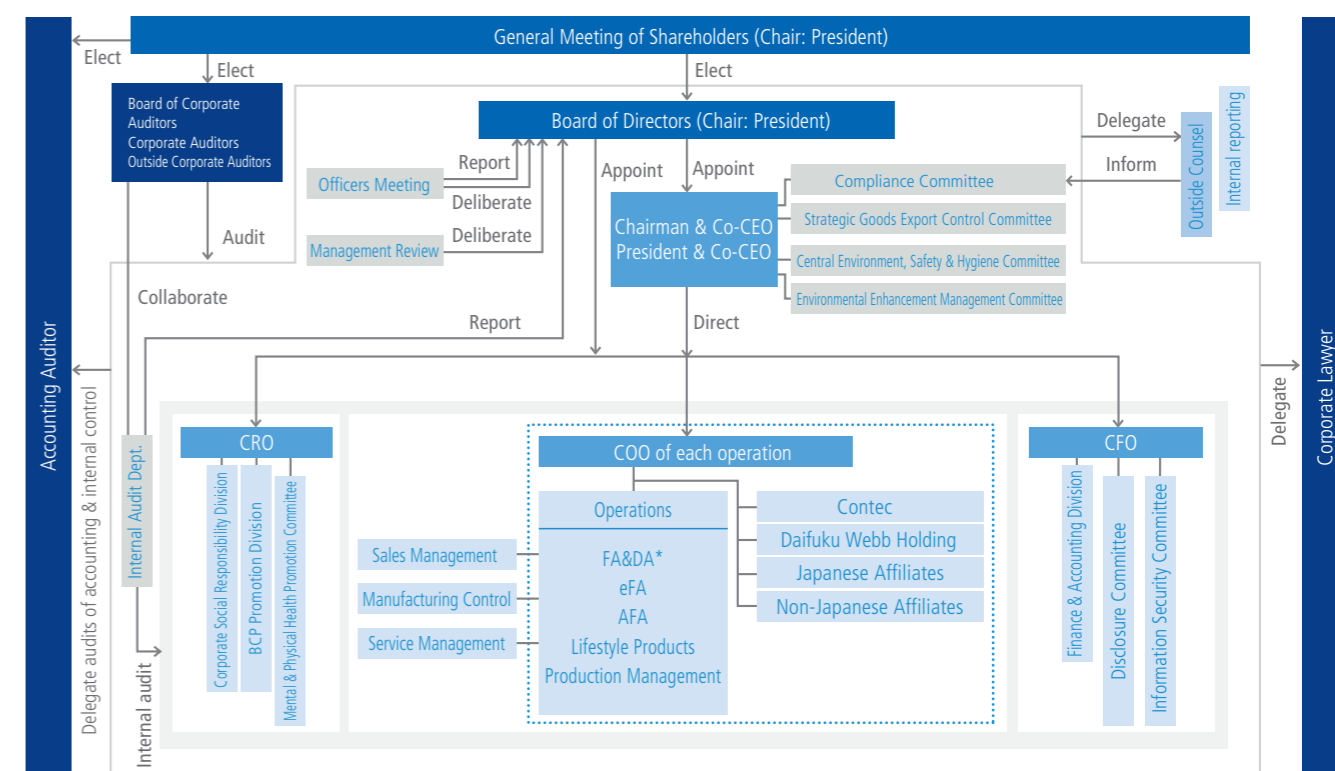 General Meeting of Shareholders (Chair: President)
Elect
Elect
Elect
Board of Corporate
Auditors
Corporate Auditors
Outside Corporate Auditors
Board of Directors (Chair: President)
Delegate
Inform
Outside Counsel
Internal reporting
Officers Meeting
Report
Deliberate
Management Review
Deliberate
Appoint
Appoint
Chairman & Co-CEO
President & Co-CEO
Compliance Committee
Strategic Goods Export Control Committee
Central Environment, Safety & Hygiene Committee
Environmental Enhancement Management Committee
Audit
Collaborate
Report
Direct
Accounting Auditor
Delegate audits of accounting & internal control
Corporate Lawyer
Delegate
Internal Audit Dept.
Internal audit
CRO
Corporate Social Responsibility Division
BCP Promotion Division
Mental & Physical Health Promotion Committee
COO of each operation
Operations
FA&DA*
eFA
AFA
Lifestyle Products
Production Management
Sales Management
Manufacturing Control
Service Management
Contec
Daifuku Webb Holding
Japanese Affiliates
Non-Japanese Affiliates
CFO
Finance & Accounting Division
Disclosure Committee
Information Security Committee